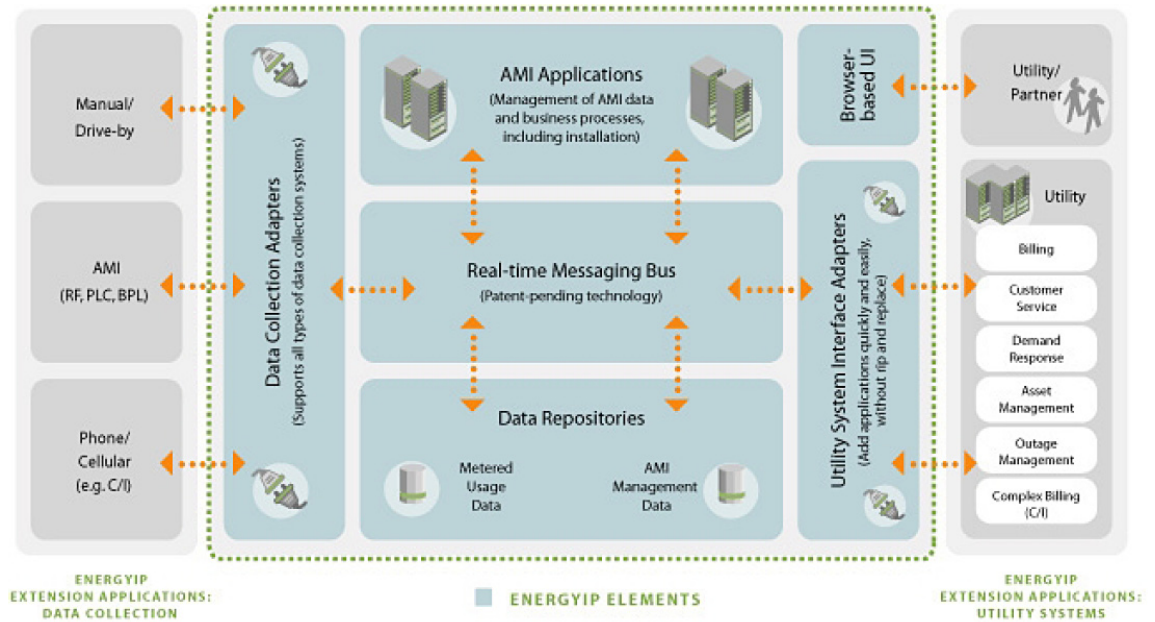 Manual/
Drive-by
AMI
(RF, PLC, BPL)
Phone/
Cellular
(e.g. C/I)
Data Collection Adapters
(Supports all types of data collection systems)
AMI Applications
(Management of AMI data
and business processes,
including installation)
Real-time Messaging Bus
(Patent-pending technology)
Data Repositories
Metered
Usage
Data
AMI
Management
Data
Browser-
based UI
Utility System Interface Adapters
(Add applications quickly and easily,
without rip and replace)
Utility/
Partner
Utility
Billing
Customer
Service
Demand
Response
Asset
Management
Outage
Management
Complex Billing
(C/I)
ENERGYIP
EXTENSION APPLICATIONS:
DATA COLLECTION
ENERGYIP ELEMENTS
ENERGYIP
EXTENSION APPLICATIONS:
UTILITY SYSTEMS